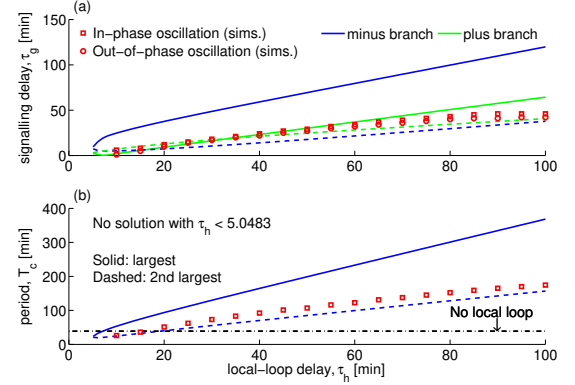 (a)
In-phase oscillation (sims.)
Out-of-phase oscillation (sims.)
minus branch
plus branch
signalling delay, τg [min]
150
100
50
0
(b)
No solution with τh < 5.0483
Solid: largest
Dashed: 2nd largest
No local loop
period, Tc [min]
400
300
200
100
0
0 20 40 60 80 100
local-loop delay, τh [min]